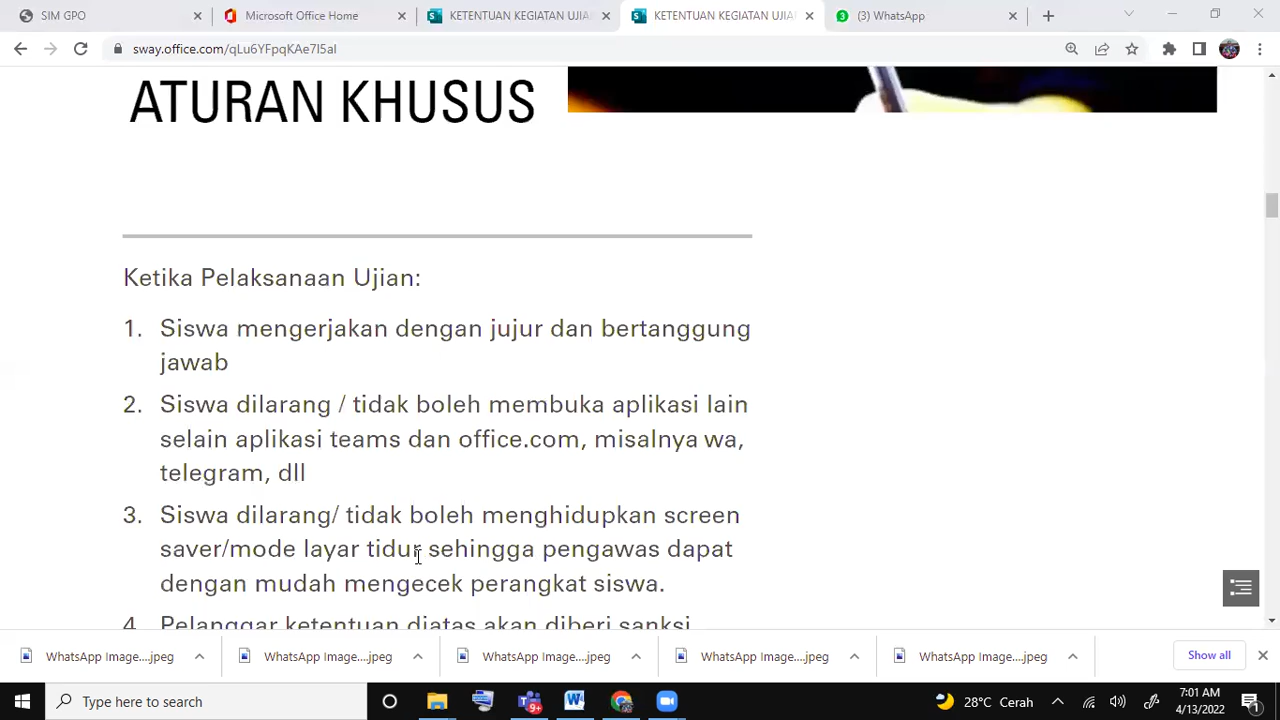 SIM GPO
Microsoft Office Home
KETENTUAN KEGIATAN UJIA
KETENTUAN KEGIATAN UJIA
3
(3) WhatsApp
sway.office.com/qLu6YFpqKAe7l5al
ATURAN KHUSUS
Ketika Pelaksanaan Ujian:
1. Siswa mengerjakan dengan jujur dan bertanggung
jawab
2. Siswa dilarang / tidak boleh membuka aplikasi lain
selain aplikasi teams dan office.com, misalnya wa,
telegram, dll
3. Siswa dilarang/ tidak boleh menghidupkan screen
saver/mode layar tidur sehingga pengawas dapat
dengan mudah mengecek perangkat siswa.
4. Pelanggar ketentuan diatas akan diberi sanksi
WhatsApp Image....jpeg
WhatsApp Image....jpeg
WhatsApp Image....jpeg
WhatsApp Image....jpeg
WhatsApp Image....jpeg
Show all
Type here to search
9+
28°C Cerah
7:01 AM
4/13/2022
1